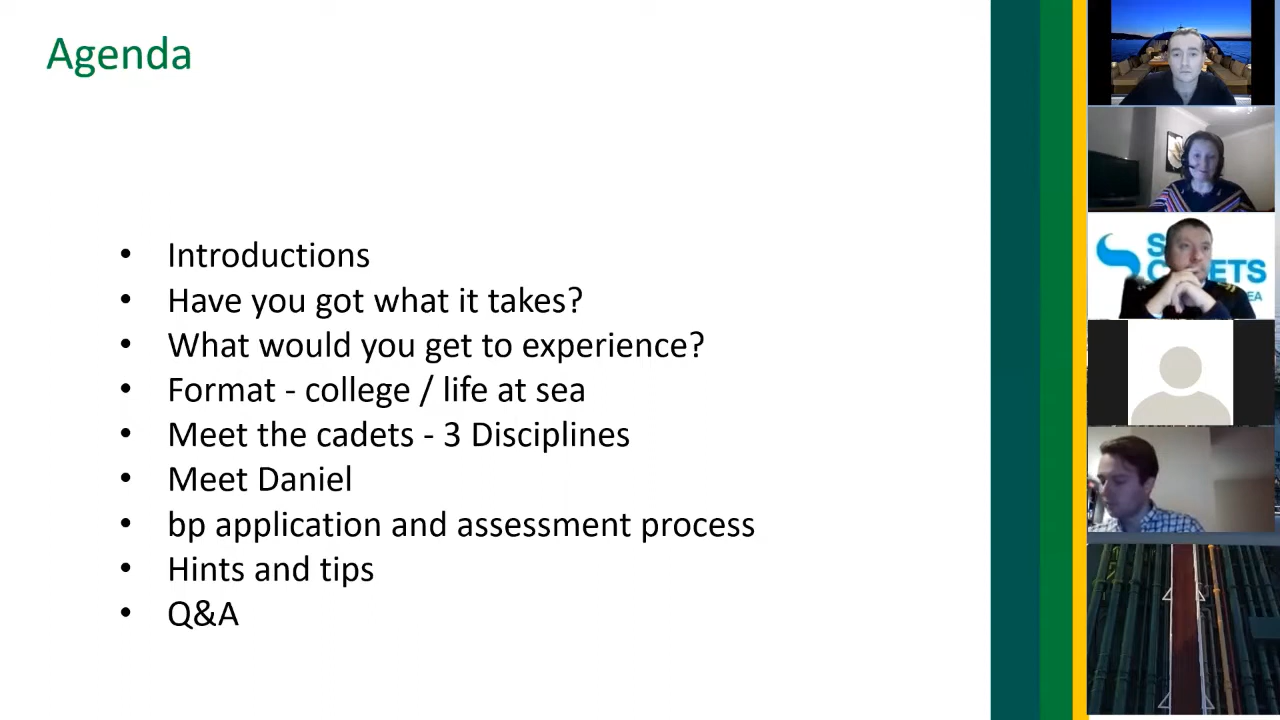 Agenda
• Introductions
• Have you got what it takes?
• What would you get to experience?
• Format - college / life at sea
• Meet the cadets - 3 Disciplines
• Meet Daniel
• bp application and assessment process
• Hints and tips
• Q&A